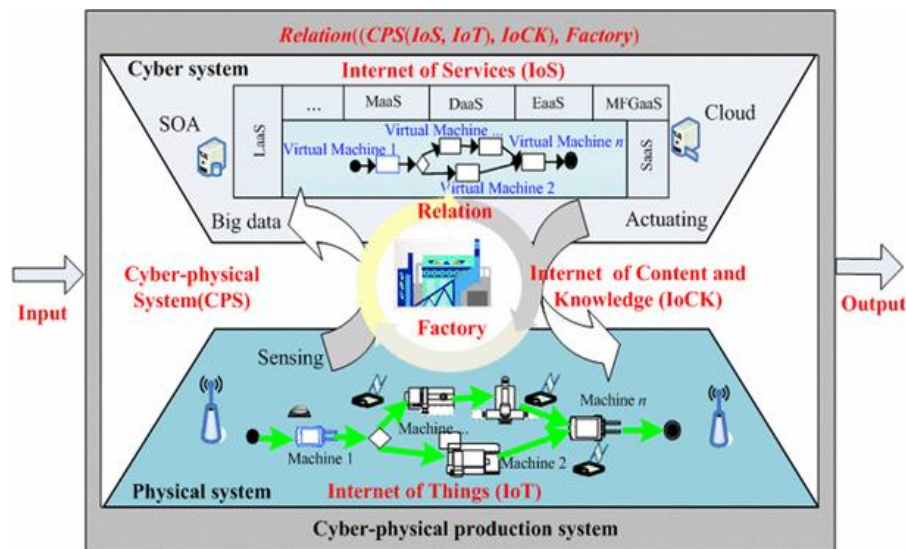 Relation((CPS(IoS, IoT), IoCK), Factory)
Cyber system
Internet of Services (IoS)
SOA
LaaS
...
MaaS
DaaS
EaaS
MFGaaS
SaaS
Cloud
Virtual Machine 1
Virtual Machine ...
Virtual Machine n
Virtual Machine 2
Big data
Relation
Actuating
Input
Cyber-physical
System(CPS)
Factory
Internet of Content and
Knowledge (IoCK)
Output
Sensing
Machine 1
Machine ...
Machine 2
Machine n
Physical system
Internet of Things (IoT)
Cyber-physical production system